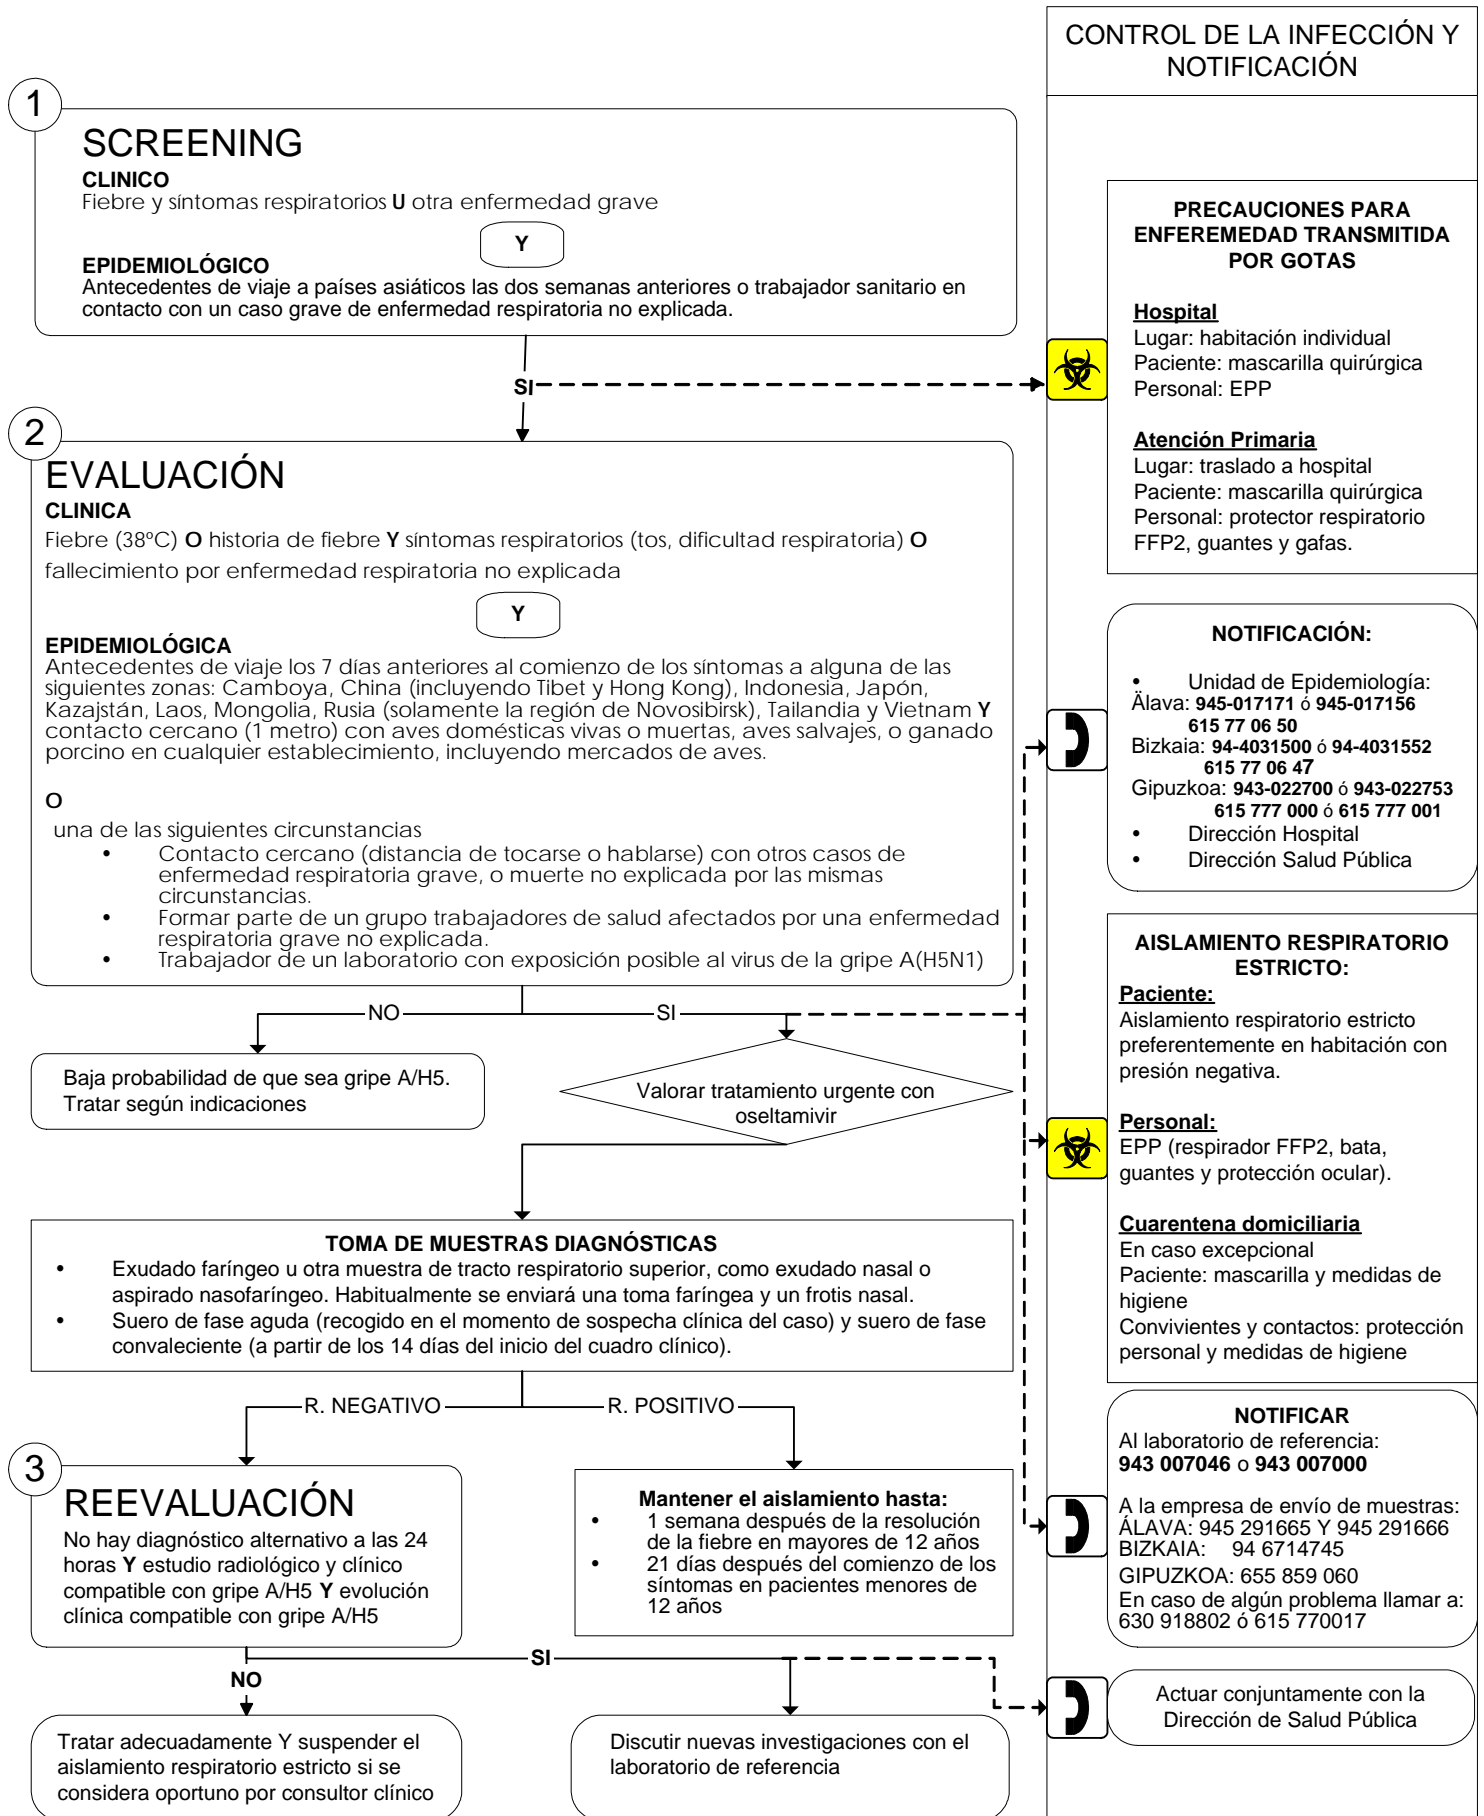 CONTROL DE LA INFECCIÓN Y
NOTIFICACIÓN
1
SCREENING
CLINICO
Fiebre y síntomas respiratorios U otra enfermedad grave
Y
EPIDEMIOLÓGICO
Antecedentes de viaje a países asiáticos las dos semanas anteriores o trabajador sanitario en
contacto con un caso grave de enfermedad respiratoria no explicada.
SI
PRECAUCIONES PARA
ENFEREMEDAD TRANSMITIDA
POR GOTAS
Hospital
Lugar: habitación individual
Paciente: mascarilla quirúrgica
Personal: EPP
Atención Primaria
Lugar: traslado a hospital
Paciente: mascarilla quirúrgica
Personal: protector respiratorio
FFP2, guantes y gafas.
2
EVALUACIÓN
CLINICA
Fiebre (38ºC) O historia de fiebre Y síntomas respiratorios (tos, dificultad respiratoria) O
fallecimiento por enfermedad respiratoria no explicada
Y
EPIDEMIOLÓGICA
Antecedentes de viaje los 7 días anteriores al comienzo de los síntomas a alguna de las
siguientes zonas: Camboya, China (incluyendo Tibet y Hong Kong), Indonesia, Japón,
Kazajstán, Laos, Mongolia, Rusia (solamente la región de Novosibirsk), Tailandia y Vietnam Y
contacto cercano (1 metro) con aves domésticas vivas o muertas, aves salvajes, o ganado
porcino en cualquier establecimiento, incluyendo mercados de aves.
O
una de las siguientes circunstancias
• Contacto cercano (distancia de tocarse o hablarse) con otros casos de
enfermedad respiratoria grave, o muerte no explicada por las mismas
circunstancias.
• Formar parte de un grupo trabajadores de salud afectados por una enfermedad
respiratoria grave no explicada.
• Trabajador de un laboratorio con exposición posible al virus de la gripe A(H5N1)
NOTIFICACIÓN:
• Unidad de Epidemiología:
Älava: 945-017171 ó 945-017156
615 77 06 50
Bizkaia: 94-4031500 ó 94-4031552
615 77 06 47
Gipuzkoa: 943-022700 ó 943-022753
615 777 000 ó 615 777 001
• Dirección Hospital
• Dirección Salud Pública
NO
SI
Baja probabilidad de que sea gripe A/H5.
Tratar según indicaciones
Valorar tratamiento urgente con
oseltamivir
AISLAMIENTO RESPIRATORIO
ESTRICTO:
Paciente:
Aislamiento respiratorio estricto
preferentemente en habitación con
presión negativa.
Personal:
EPP (respirador FFP2, bata,
guantes y protección ocular).
Cuarentena domiciliaria
En caso excepcional
Paciente: mascarilla y medidas de
higiene
Convivientes y contactos: protección
personal y medidas de higiene
TOMA DE MUESTRAS DIAGNÓSTICAS
• Exudado faríngeo u otra muestra de tracto respiratorio superior, como exudado nasal o
aspirado nasofaríngeo. Habitualmente se enviará una toma faríngea y un frotis nasal.
• Suero de fase aguda (recogido en el momento de sospecha clínica del caso) y suero de fase
convaleciente (a partir de los 14 días del inicio del cuadro clínico).
R. NEGATIVO
R. POSITIVO
3
REEVALUACIÓN
No hay diagnóstico alternativo a las 24
horas Y estudio radiológico y clínico
compatible con gripe A/H5 Y evolución
clínica compatible con gripe A/H5
Mantener el aislamiento hasta:
• 1 semana después de la resolución
de la fiebre en mayores de 12 años
• 21 días después del comienzo de los
síntomas en pacientes menores de
12 años
NOTIFICAR
Al laboratorio de referencia:
943 007046 o 943 007000
A la empresa de envío de muestras:
ÁLAVA: 945 291665 Y 945 291666
BIZKAIA: 94 6714745
GIPUZKOA: 655 859 060
En caso de algún problema llamar a:
630 918802 ó 615 770017
NO
SI
Tratar adecuadamente Y suspender el
aislamiento respiratorio estricto si se
considera oportuno por consultor clínico
Discutir nuevas investigaciones con el
laboratorio de referencia
Actuar conjuntamente con la
Dirección de Salud Pública